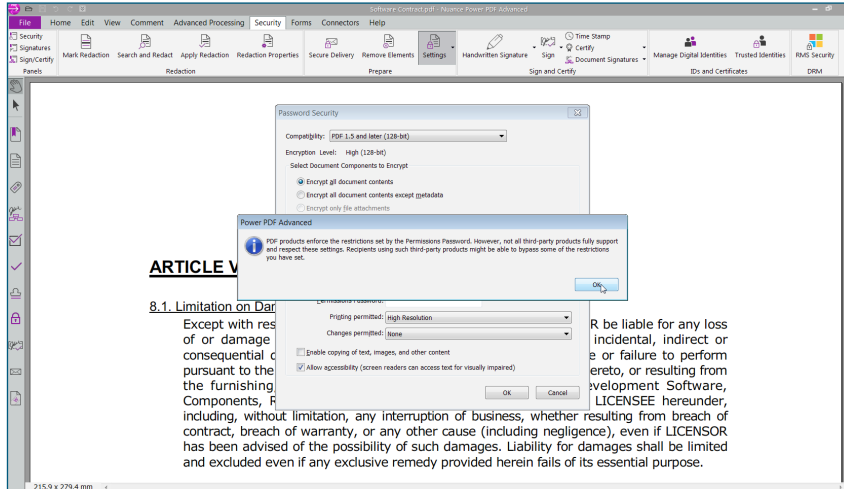 Software Contract.pdf - Nuance Power PDF Advanced
File Home Edit View Comment Advanced Processing Security Forms Connectors Help
Security
Signatures
Sign/Certify
Panels
Mark Redaction Search and Redact Apply Redaction Redaction Properties
Redaction
Secure Delivery Remove Elements Settings
Prepare
Handwritten Signature Sign
Time Stamp
Certify
Document Signatures
Sign and Certify
Manage Digital Identities Trusted Identities
IDs and Certificates
RMS Security
DRM
Password Security
Compatibility: PDF 1.5 and later (128-bit)
Encryption Level: High (128-bit)
Select Document Components to Encrypt
Encrypt all document contents
Encrypt all document contents except metadata
Encrypt only file attachments
Power PDF Advanced
PDF products enforce the restrictions set by the Permissions Password. However, not all third-party products fully support
and respect these settings. Recipients using such third-party products might be able to bypass some of the restrictions
you have set.
OK
Permissions Password:
Printing permitted: High Resolution
Changes permitted: None
Enable copying of text, images, and other content
Allow accessibility (screen readers can access text for visually impaired)
OK Cancel
ARTICLE V
8.1. Limitation on Dam
Except with res R be liable for any loss
of or damage incidental, indirect or
consequential d e or failure to perform
pursuant to the ereto, or resulting from
the furnishing, evelopment Software,
Components, R LICENSEE hereunder,
including, without limitation, any interruption of business, whether resulting from breach of
contract, breach of warranty, or any other cause (including negligence), even if LICENSOR
has been advised of the possibility of such damages. Liability for damages shall be limited
and excluded even if any exclusive remedy provided herein fails of its essential purpose.
215.9 x 279.4 mm